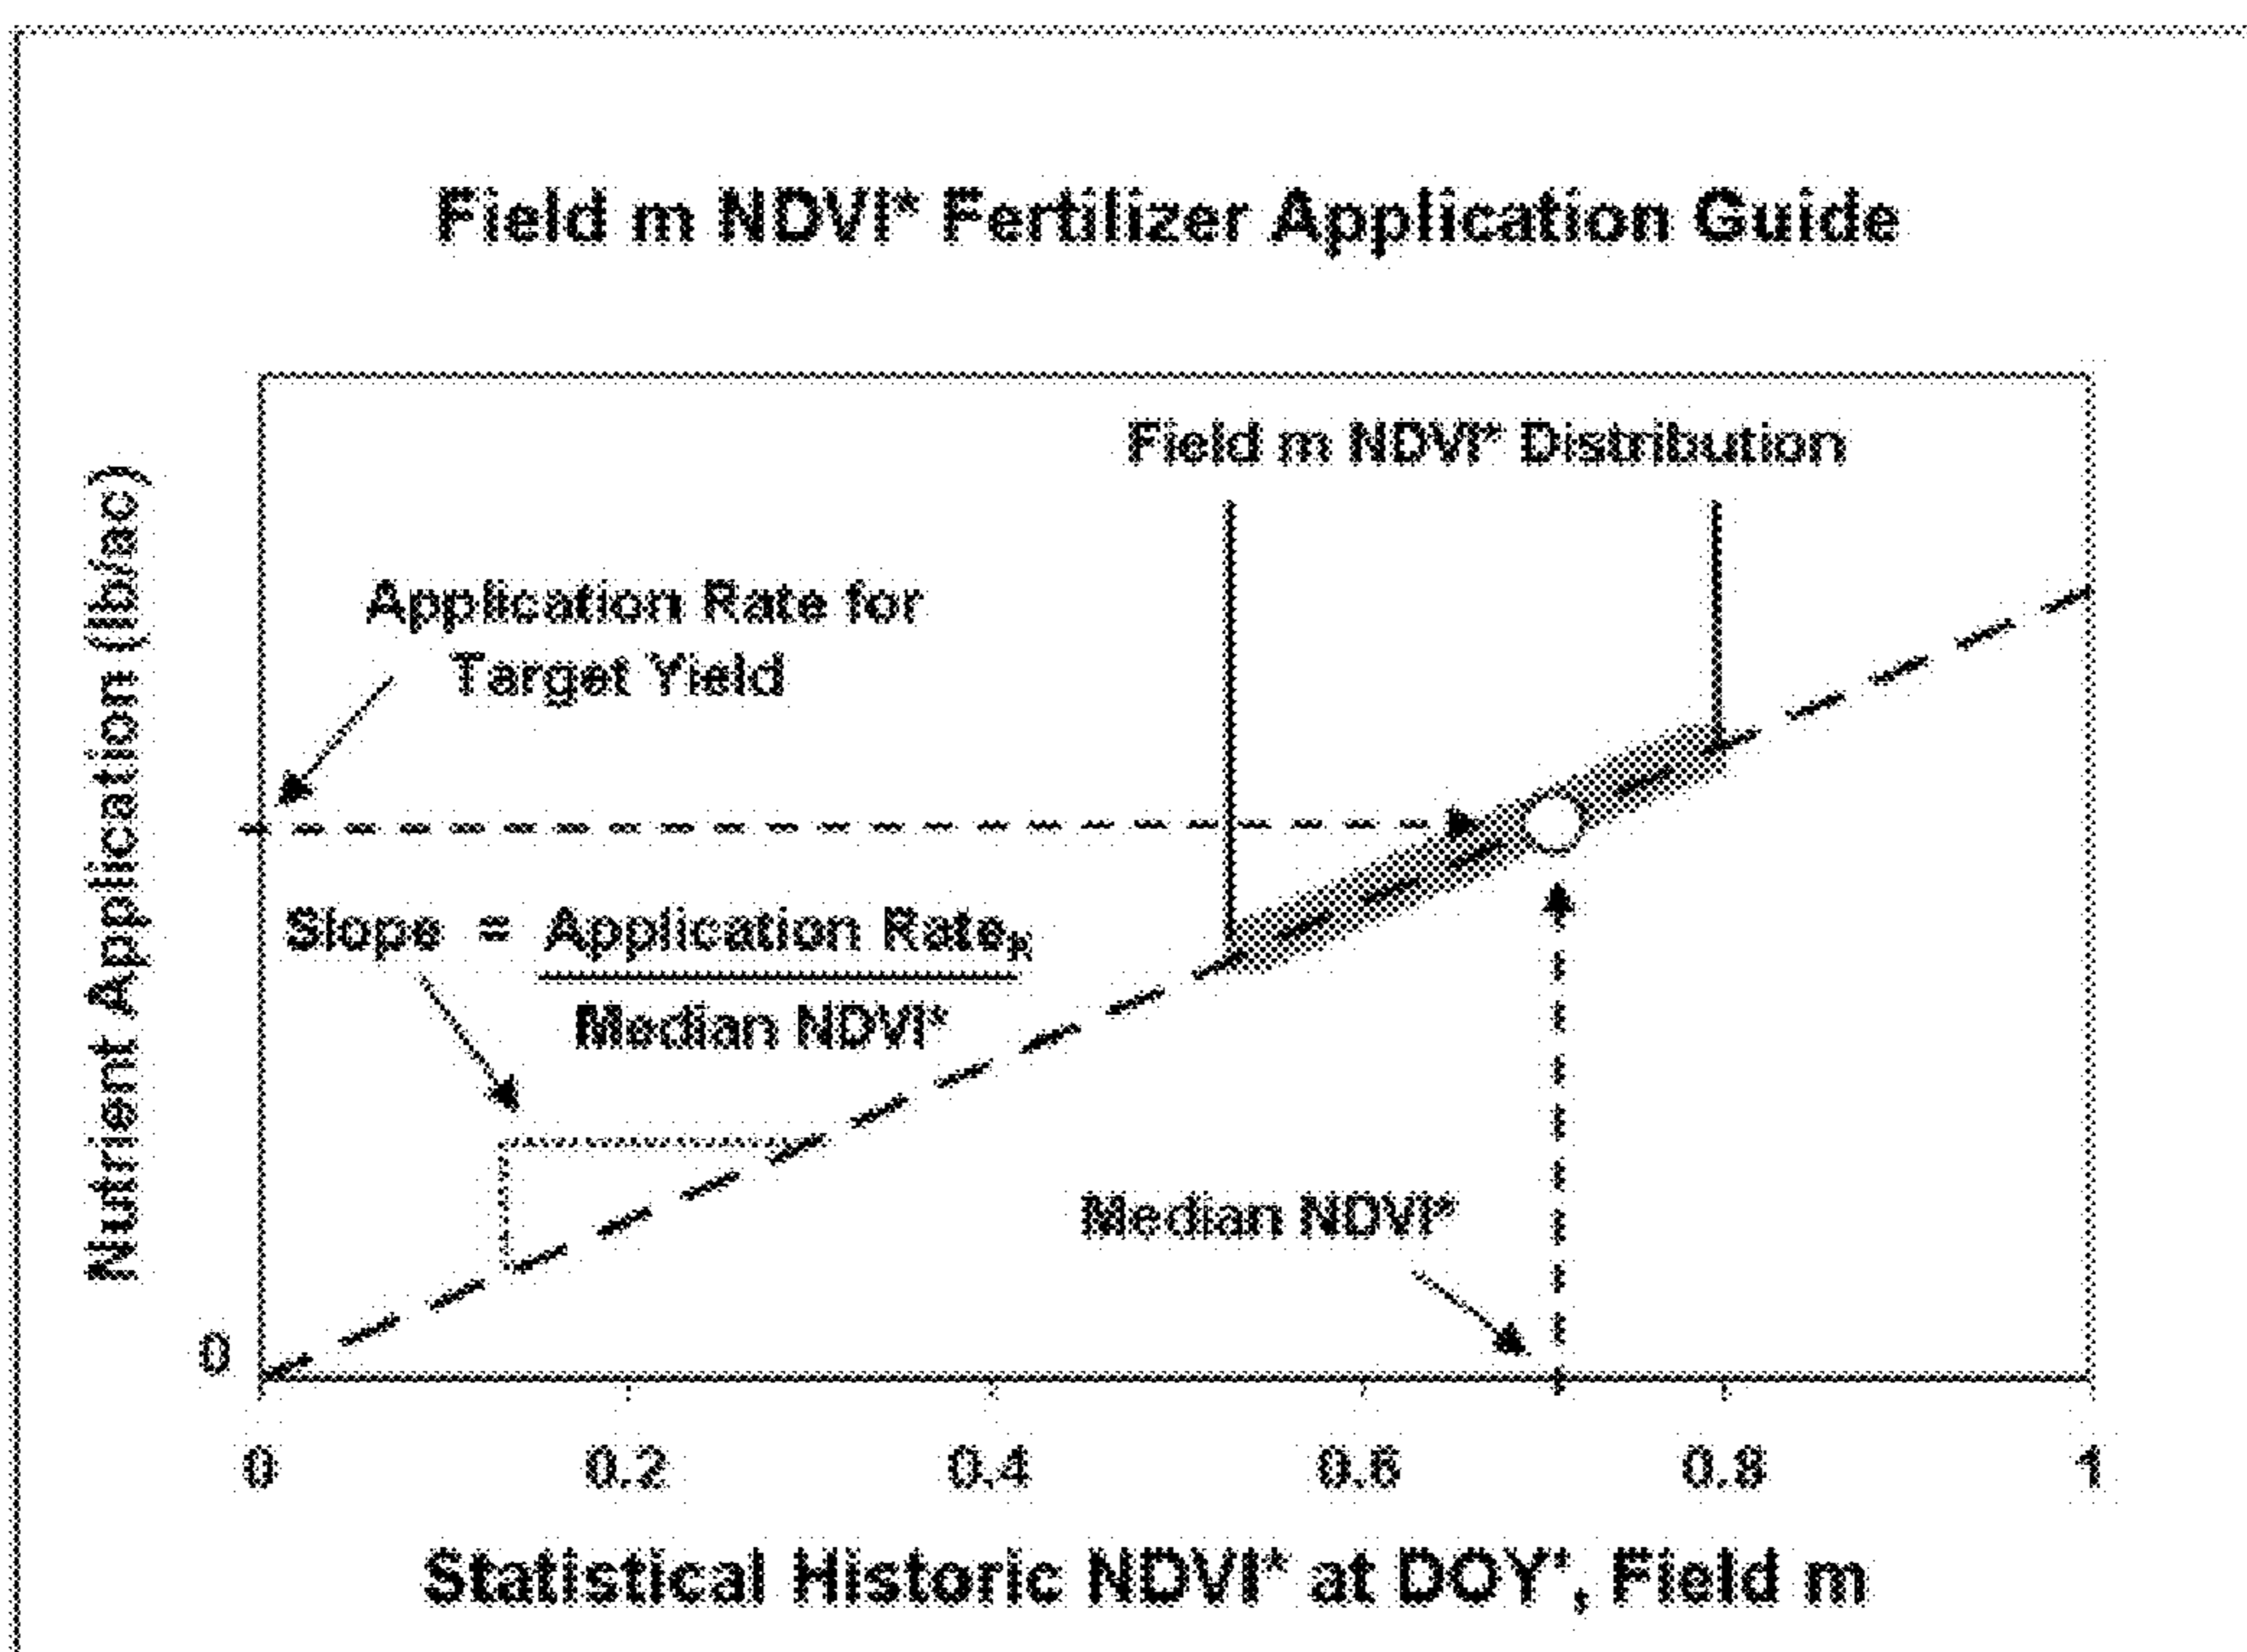 Field m NDVI* Fertilizer Application Guide
Field m NDVI* Distribution
Application Rate for
Target Yield
Nutrient Application (lb/ac)
Slope = Application Rate
Median NDVI*
Median NDVI*
0
0 0.2 0.4 0.6 0.8 1
Statistical Historic NDVI* at DOY', Field m